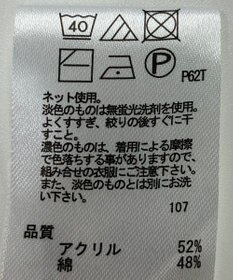 40
P
P62T
ネット使用。
淡色のものは無蛍光洗剤を使用。
よくすすぎ、絞りの後すぐに干
すこと。
濃色のものは、着用による摩擦
で色落ちする事がありますので、
組み合せの衣服にご注意下さい。
また、淡色のものとは別にお洗
い下さい。
107
品質
アクリル 52%
綿 48%